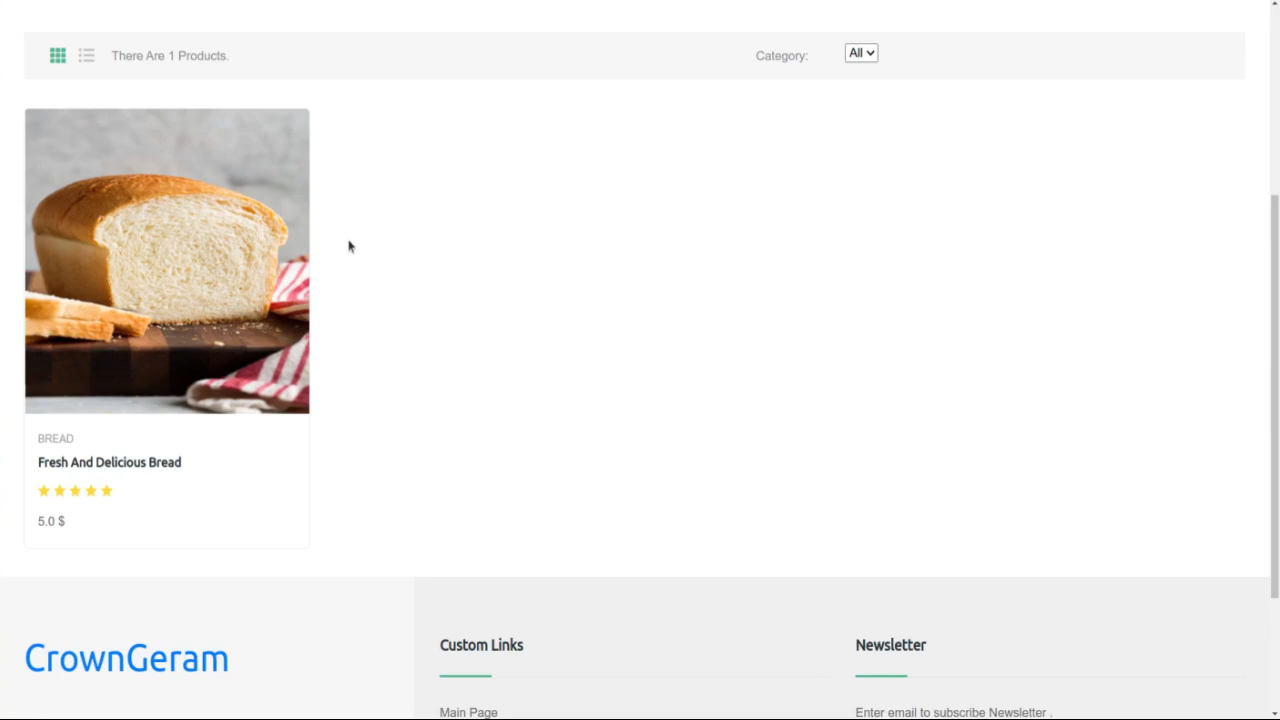 There Are 1 Products.
Category:
All
BREAD
Fresh And Delicious Bread
5.0 $
CrownGeram
Custom Links
Newsletter
Main Page
Enter email to subscribe Newsletter .